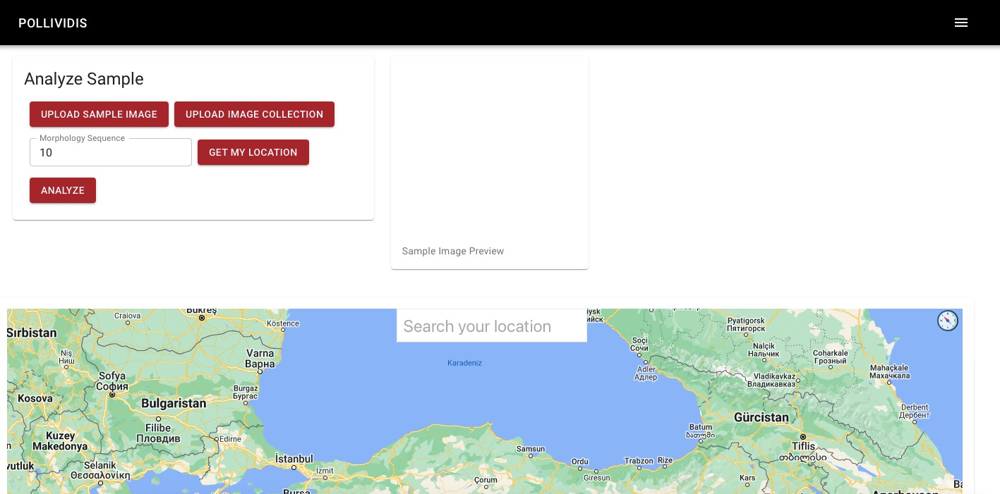 POLLIVIDIS
Analyze Sample
UPLOAD SAMPLE IMAGE
UPLOAD IMAGE COLLECTION
Morphology Sequence
10
GET MY LOCATION
ANALYZE
Sample Image Preview
Search your location
Bükreş
Craiova
Köstence
Sırbistan
Niş
Ниш
Varna
Варна
Sofya
София
Burgaz
Бургас
Kosova
Bulgaristan
Filibe
Пловдив
Edirne
Kuzey
Makedonya
Selanik
Θεσσαλονίκη
İstanbul
İzmit
Bursa
Karadeniz
Samsun
Ordu
Giresun
Trabzon
Rize
Çorum
Soçi
Сочи
Adler
Адлер
Pyatigorsk
Пятигорск
Nalçik
Нальчик
Coharkale
Грозный
Vladikavkaz
Владикавказ
Mahaçkale
Махачкала
Derbent
Дербент
Gürcistan
Batum
ბათუმი
Tiflis
თბილისი
Kars